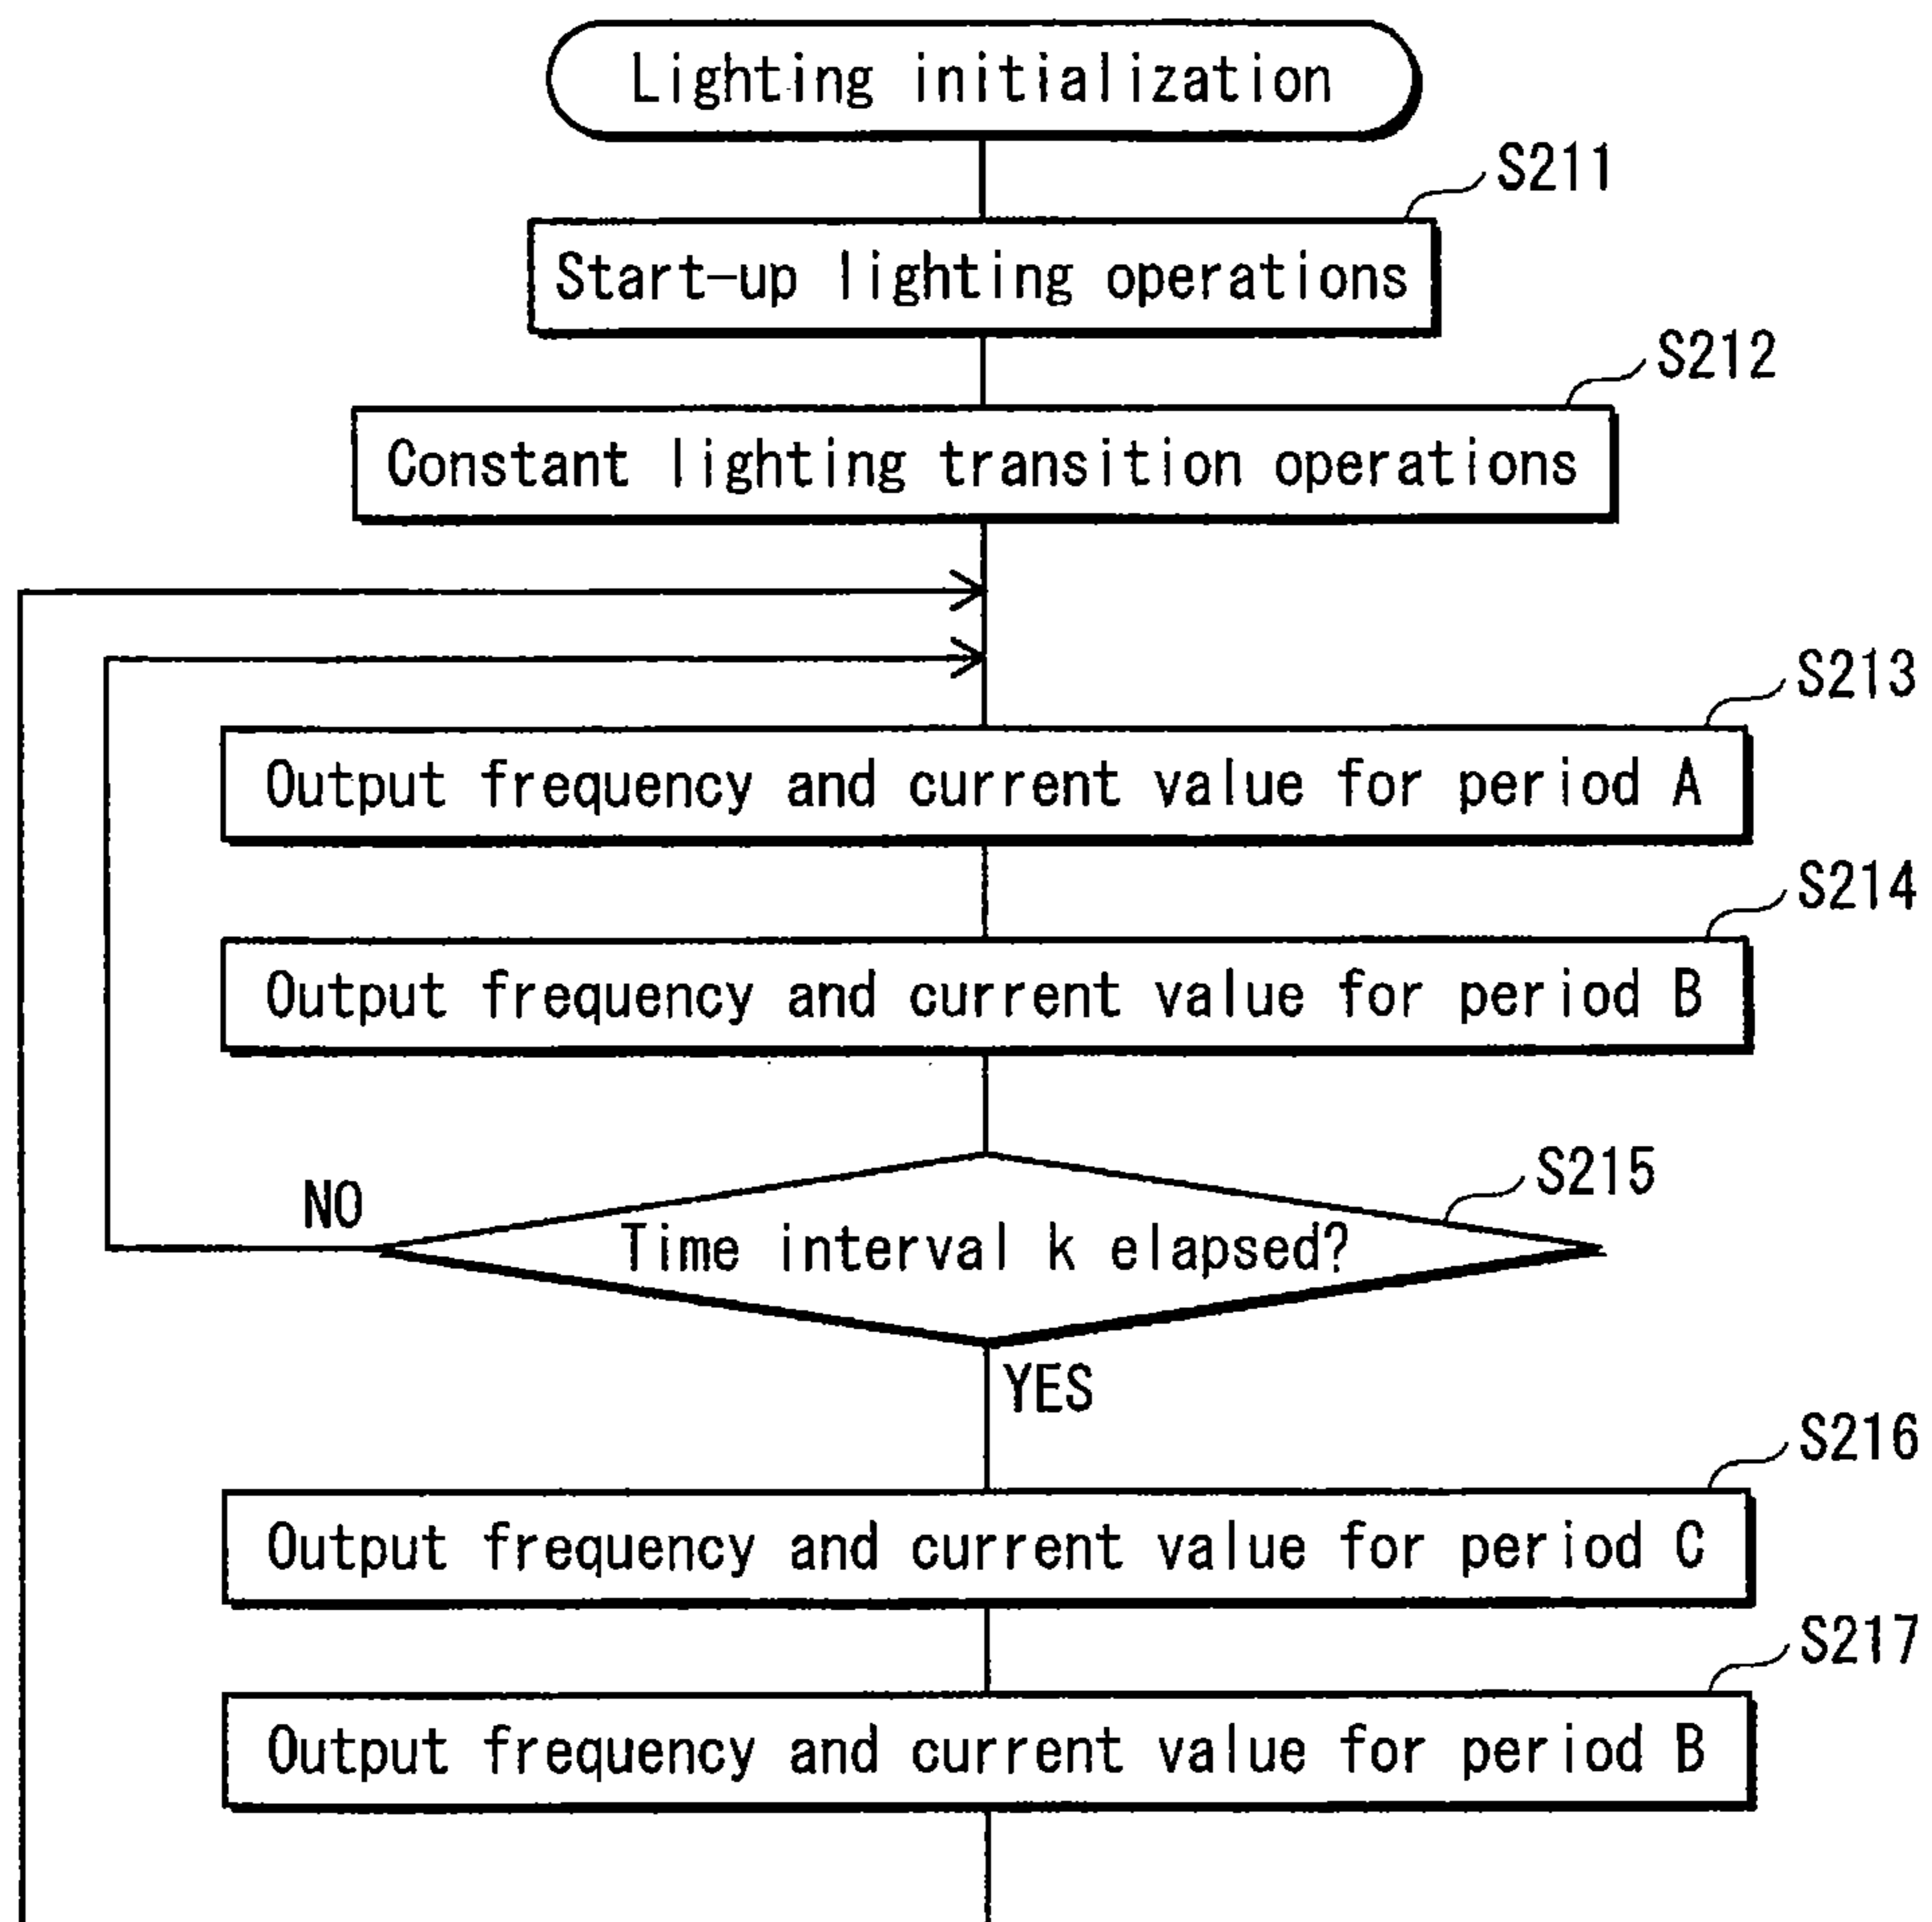 Lighting initialization
S211
Start-up lighting operations
S212
Constant lighting transition operations
S213
Output frequency and current value for period A
S214
Output frequency and current value for period B
S215
NO
Time interval k elapsed?
YES
S216
Output frequency and current value for period C
S217
Output frequency and current value for period B